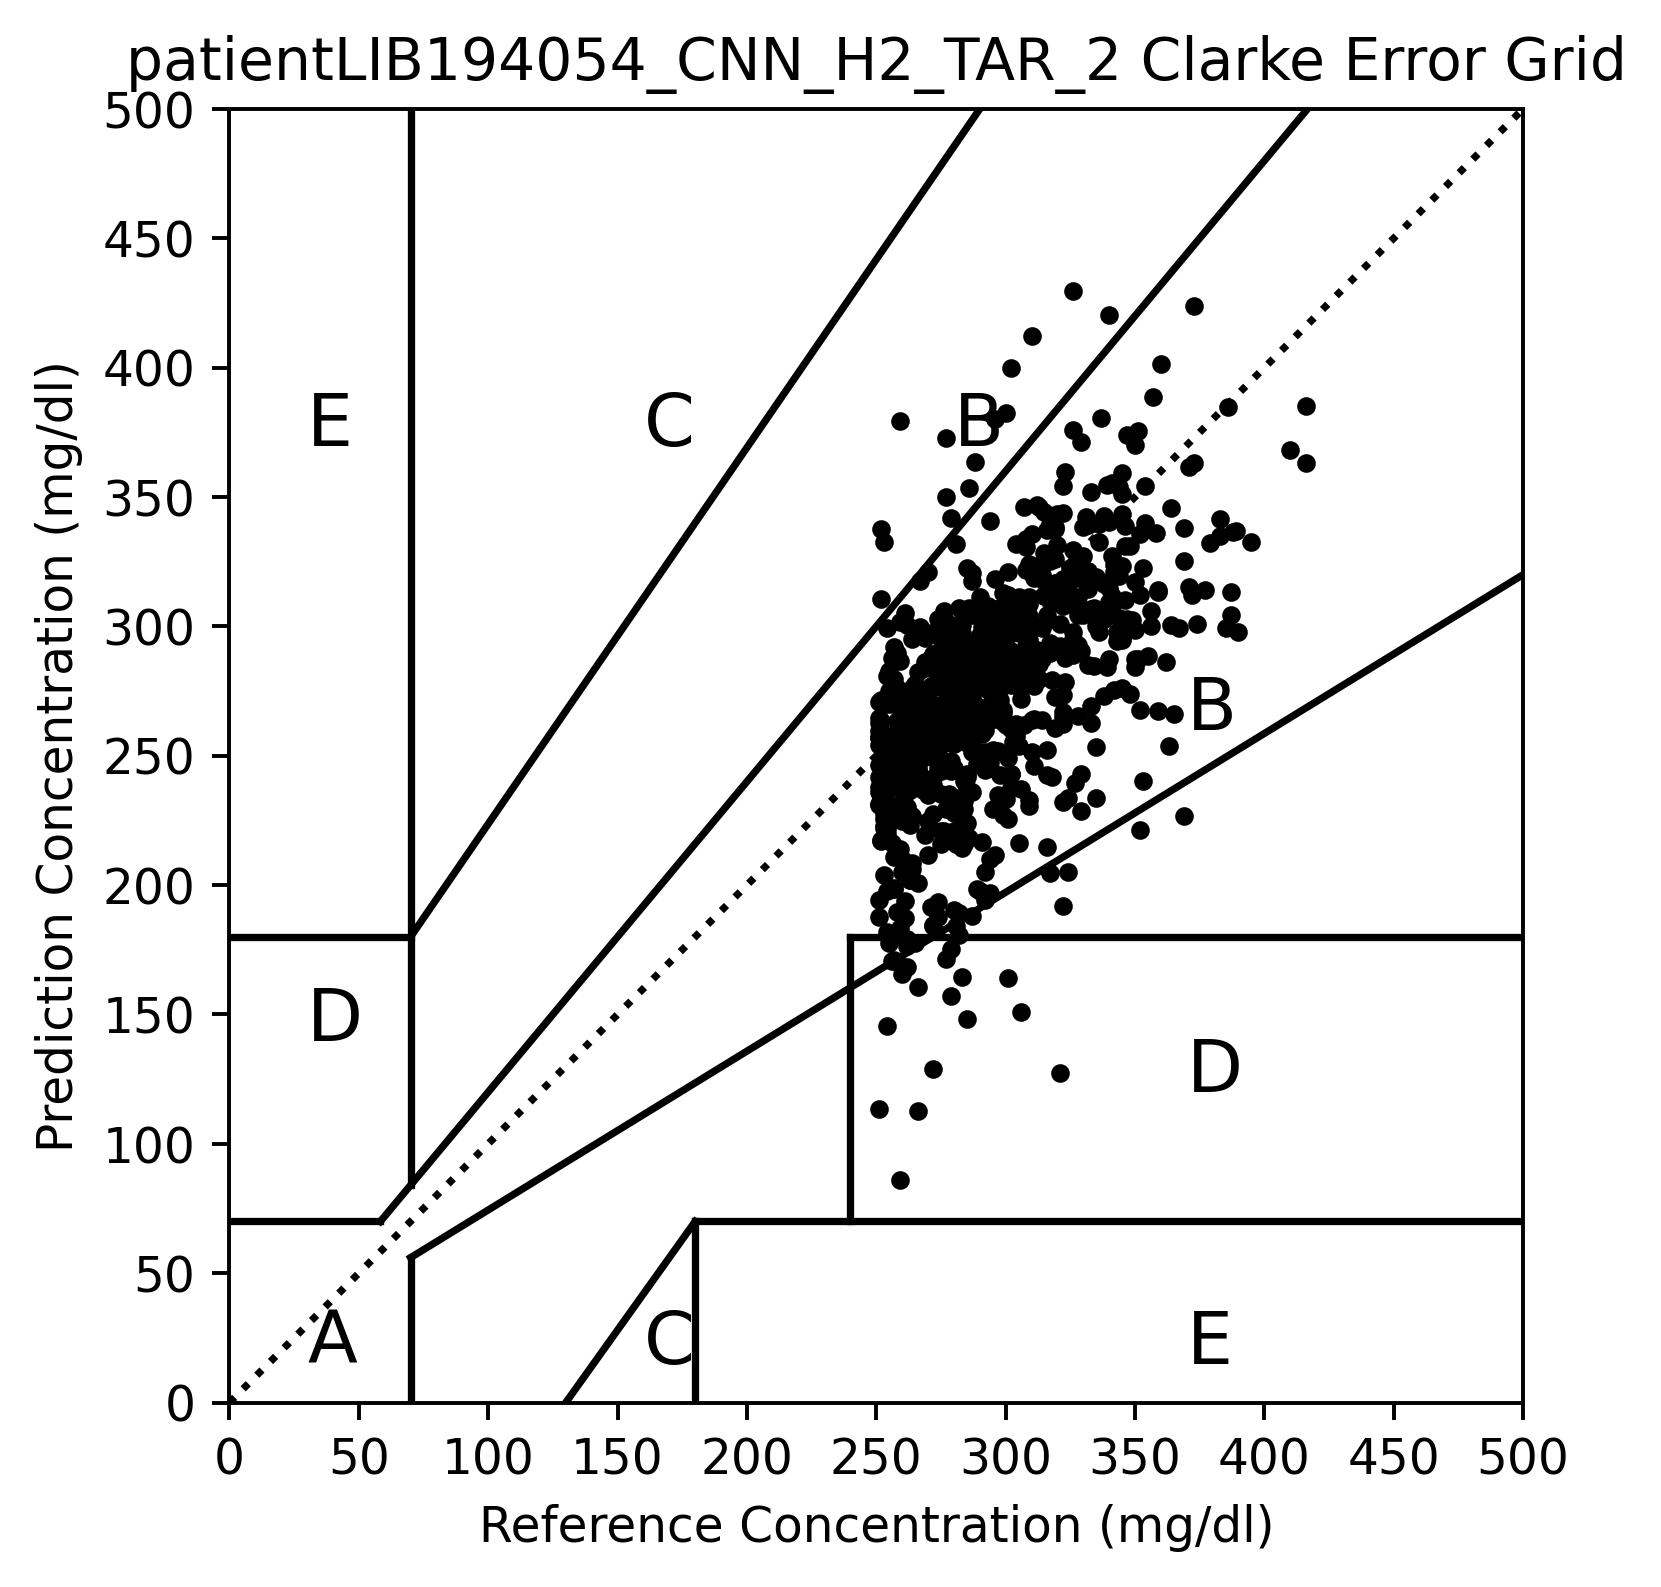 patientLIB194054_CNN_H2_TAR_2 Clarke Error Grid
Prediction Concentration (mg/dl)
500
450
400
350
300
250
200
150
100
50
0
E
C
B
B
D
D
A
C
E
0 50 100 150 200 250 300 350 400 450 500
Reference Concentration (mg/dl)